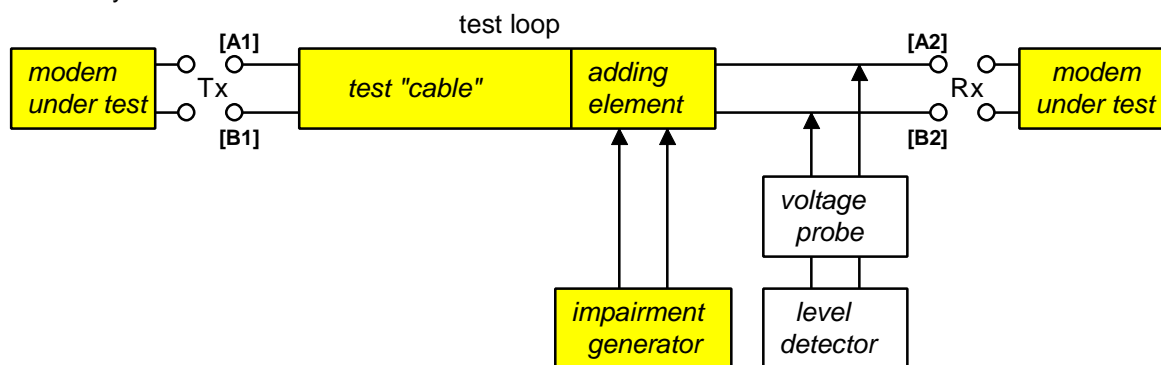 test loop
[A1]
[A2]
modem
under test
Tx
test "cable"
adding
element
Rx
modem
under test
[B1]
[B2]
voltage
probe
impairment
generator
level
detector